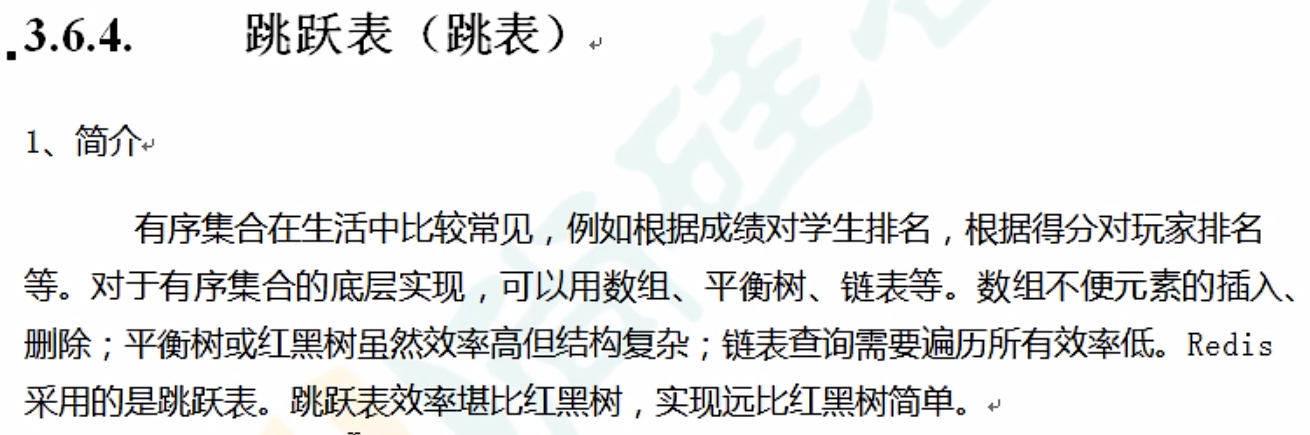 3.6.4. 跳跃表（跳表）
1、简介
有序集合在生活中比较常见，例如根据成绩对学生排名，根据得分对玩家排名
等。对于有序集合的底层实现，可以用数组、平衡树、链表等。数组不便元素的插入、
删除；平衡树或红黑树虽然效率高但结构复杂；链表查询需要遍历所有效率低。Redis
采用的是跳跃表。跳跃表效率堪比红黑树，实现远比红黑树简单。